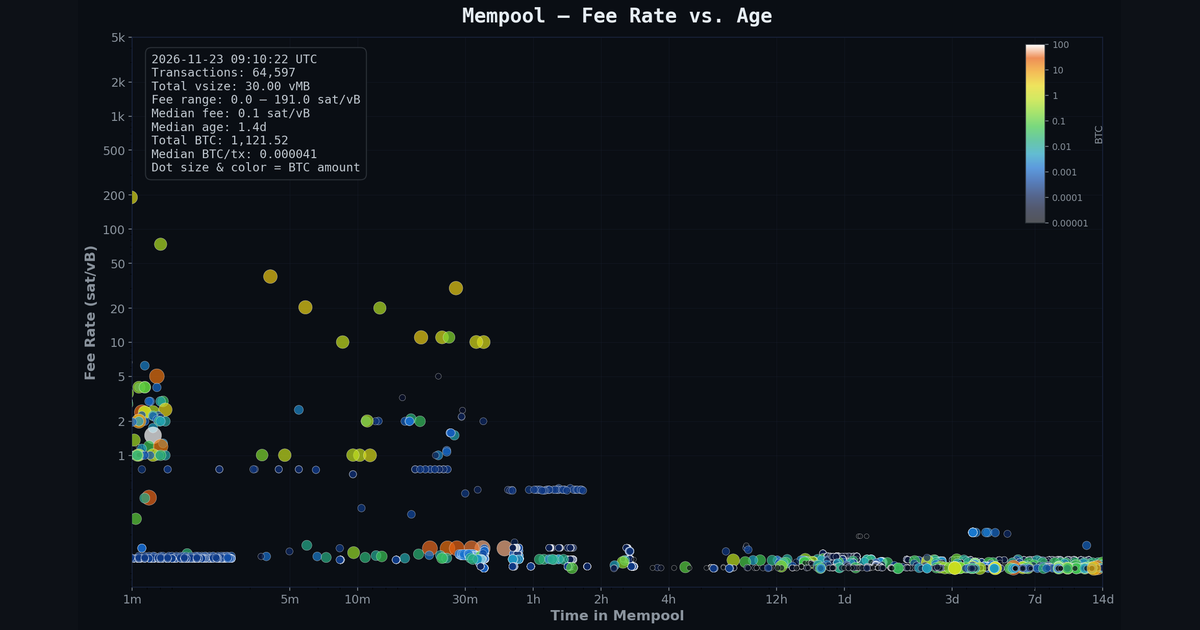 Mempool — Fee Rate vs. Age
2026-11-23 09:10:22 UTC
Transactions: 64,597
Total vsize: 30.00 vMB
Fee range: 0.0 – 191.0 sat/vB
Median fee: 0.1 sat/vB
Median age: 1.4d
Total BTC: 1,121.52
Median BTC/tx: 0.000041
Dot size & color = BTC amount
5k
2k
1k
500
200
100
50
20
10
5
2
1
Fee Rate (sat/vB)
100
10
1
0.1
0.01
0.001
0.0001
0.00001
BTC
1m
5m
10m
30m
1h
2h
4h
12h
1d
3d
7d
14d
Time in Mempool